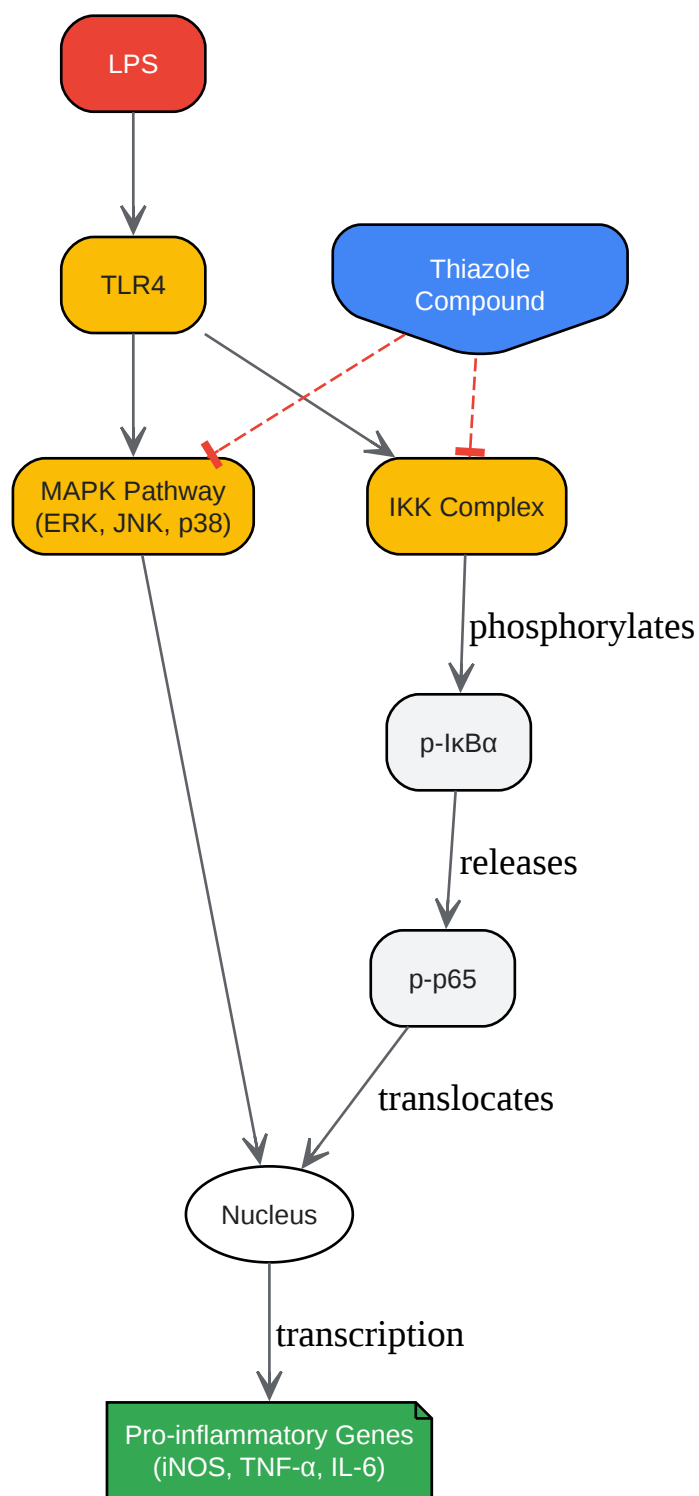 LPS
TLR4
Thiazole
Compound
MAPK Pathway
(ERK, JNK, p38)
IKK Complex
phosphorylates
p-IκBα
releases
p-p65
translocates
Nucleus
transcription
Pro-inflammatory Genes
(iNOS, TNF-α, IL-6)